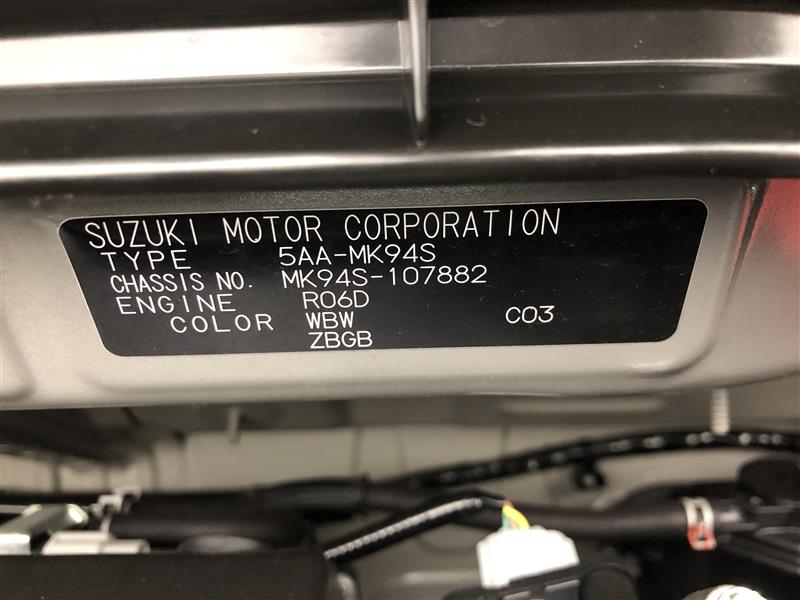 SUZUKI MOTOR CORPORATION
TYPE 5AA-MK94S
CHASSIS NO. MK94S-107882
ENGINE R06D
COLOR WBW C03
ZBGB